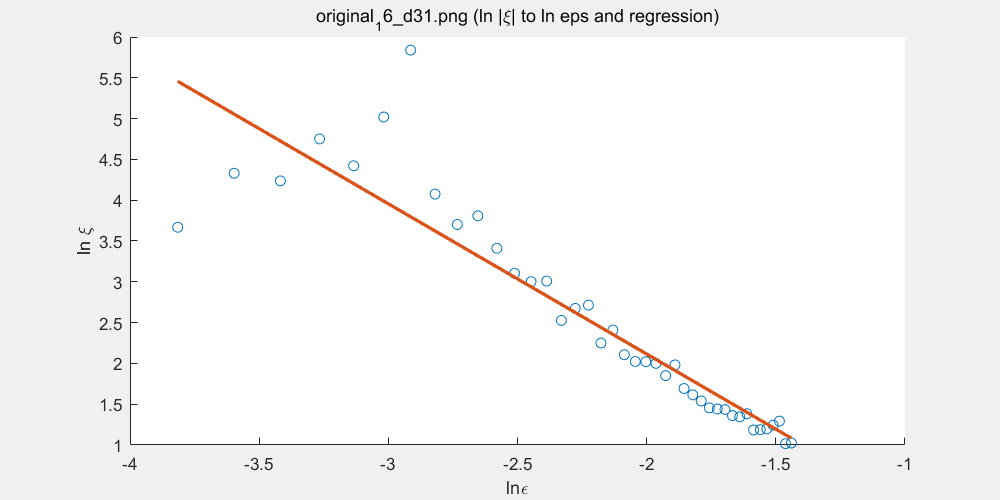 original₁6_d31.png (ln |ξ| to ln eps and regression)
6
5.5
5
4.5
4
3.5
3
2.5
2
1.5
1
ln ξ
-4 -3.5 -3 -2.5 -2 -1.5 -1
lnϵ